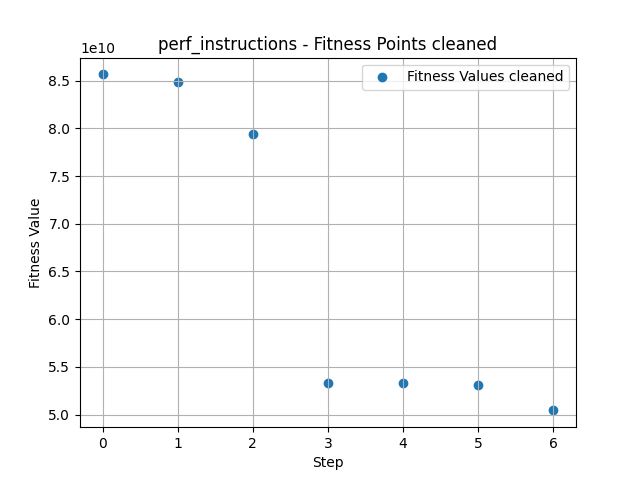 perf_instructions - Fitness Points cleaned
1e10
Fitness Values cleaned
8.5
8.0
7.5
7.0
6.5
6.0
5.5
5.0
Fitness Value
0 1 2 3 4 5 6
Step